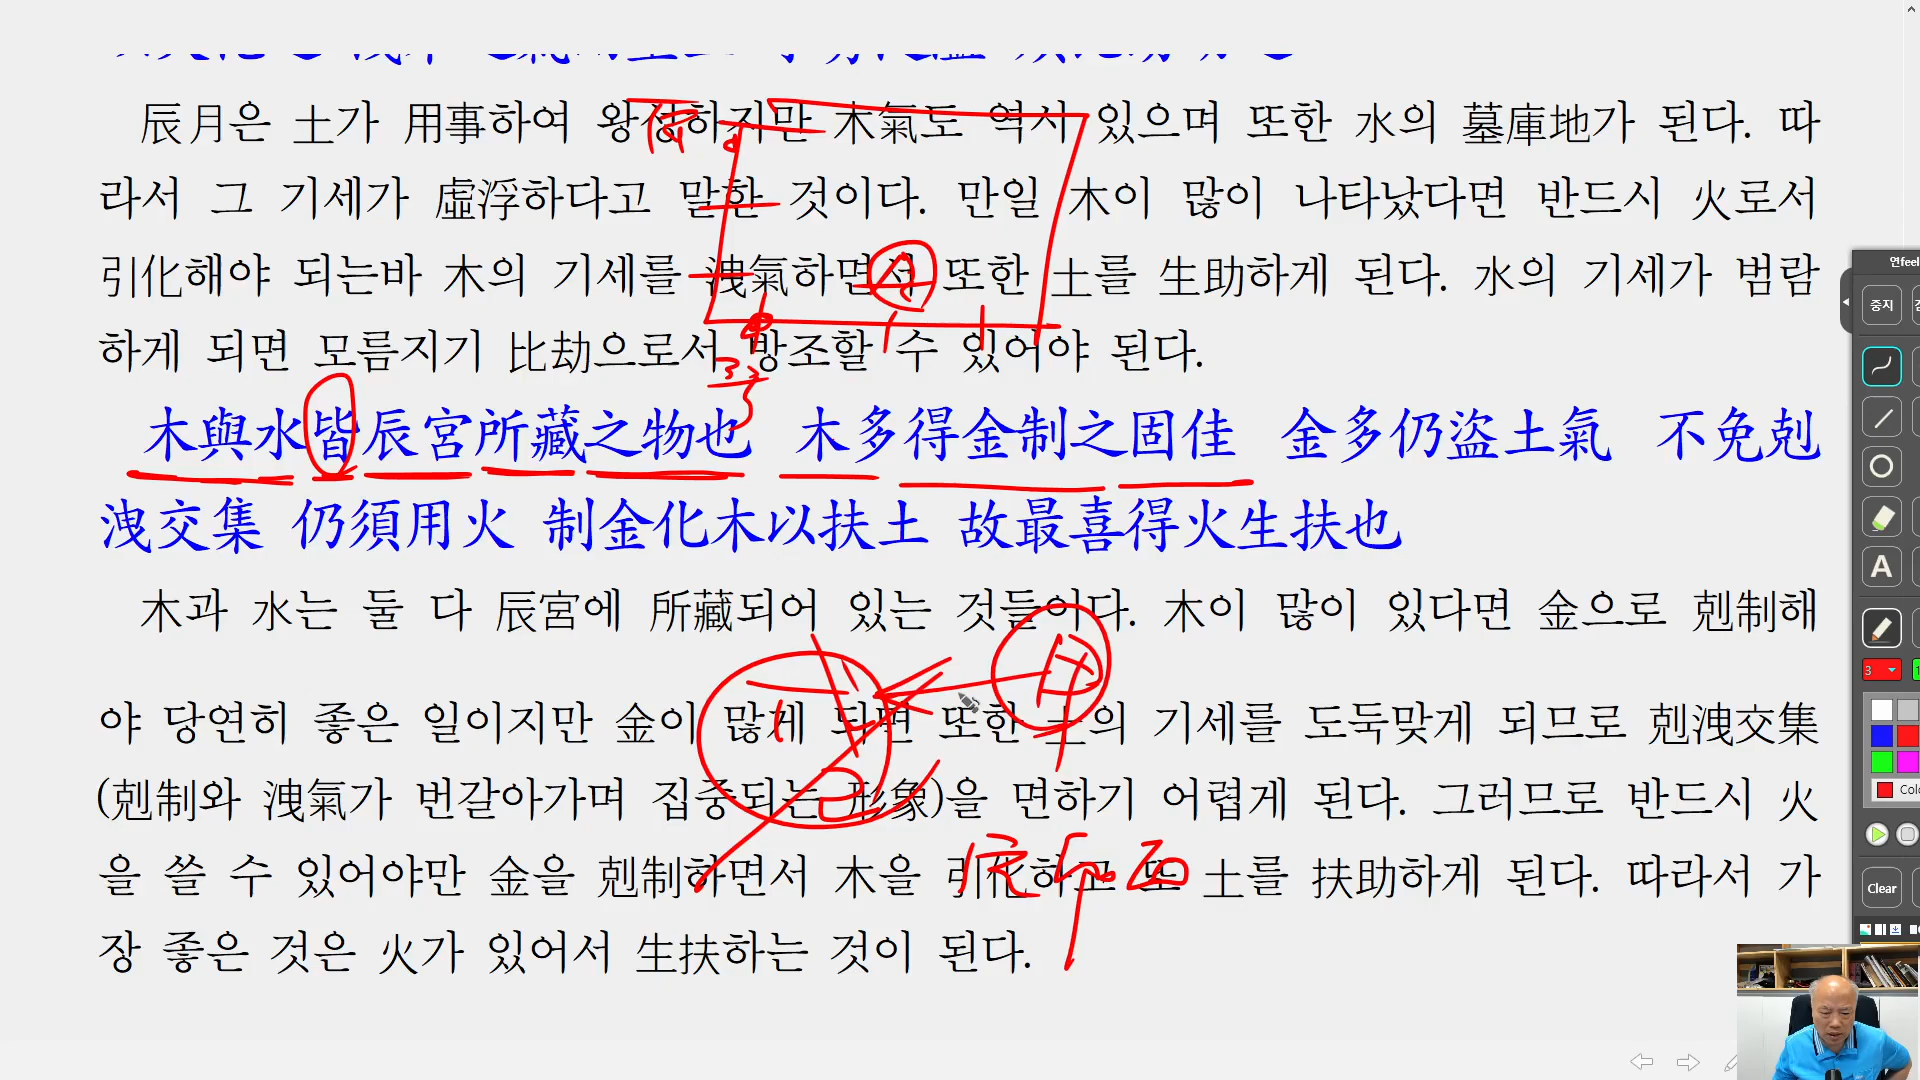 辰月은 土가 用事하여 왕성하지만 木氣도 역시 있으며 또한 水의 墓庫地가 된다. 따
라서 그 기세가 虛浮하다고 말한 것이다. 만일 木이 많이 나타났다면 반드시 火로서
引化해야 되는바 木의 기세를 洩氣하면서 또한 土를 生助하게 된다. 水의 기세가 범람
하게 되면 모름지기 比劫으로서 방조할 수 있어야 된다.
木與水皆辰宮所藏之物也 木多得金制之固佳 金多仍盜土氣 不免剋
洩交集 仍須用火 制金化木以扶土 故最喜得火生扶也
木과 水는 둘 다 辰宮에 所藏되어 있는 것들이다. 木이 많이 있다면 金으로 剋制해
야 당연히 좋은 일이지만 金이 많게 되면 또한 土의 기세를 도둑맞게 되므로 剋洩交集
(剋制와 洩氣가 번갈아가며 집중되는 形象)을 면하기 어렵게 된다. 그러므로 반드시 火
을 쓸 수 있어야만 金을 剋制하면서 木을 引化하고 또 土를 扶助하게 된다. 따라서 가
장 좋은 것은 火가 있어서 生扶하는 것이 된다.
연feel
중지
A
3
Clear